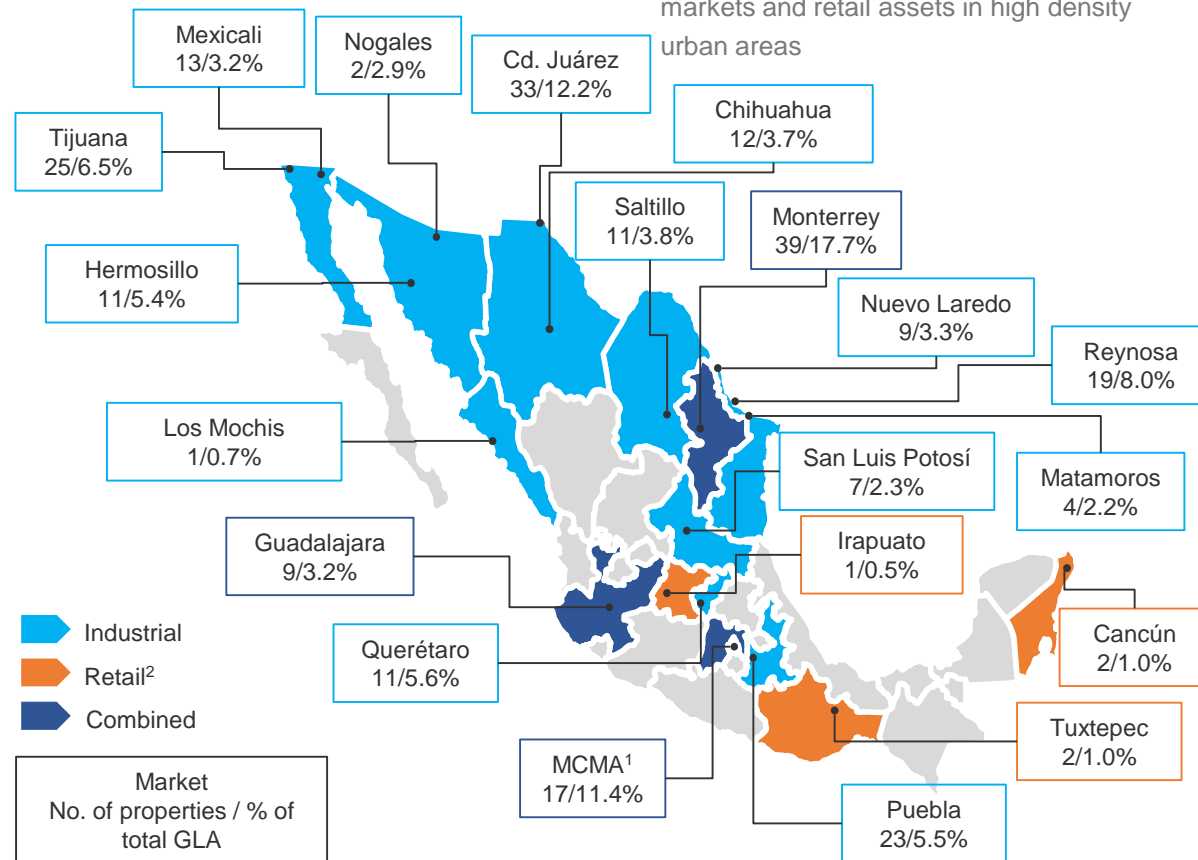 markets and retail assets in high density
urban areas
Mexicali
13/3.2%
Nogales
2/2.9%
Cd. Juárez
33/12.2%
Chihuahua
12/3.7%
Tijuana
25/6.5%
Saltillo
11/3.8%
Monterrey
39/17.7%
Hermosillo
11/5.4%
Nuevo Laredo
9/3.3%
Reynosa
19/8.0%
Los Mochis
1/0.7%
San Luis Potosí
7/2.3%
Matamoros
4/2.2%
Guadalajara
9/3.2%
Irapuato
1/0.5%
Industrial
Retail²
Combined
Querétaro
11/5.6%
Cancún
2/1.0%
Tuxtepec
2/1.0%
MCMA¹
17/11.4%
Puebla
23/5.5%
Market
No. of properties / % of
total GLA